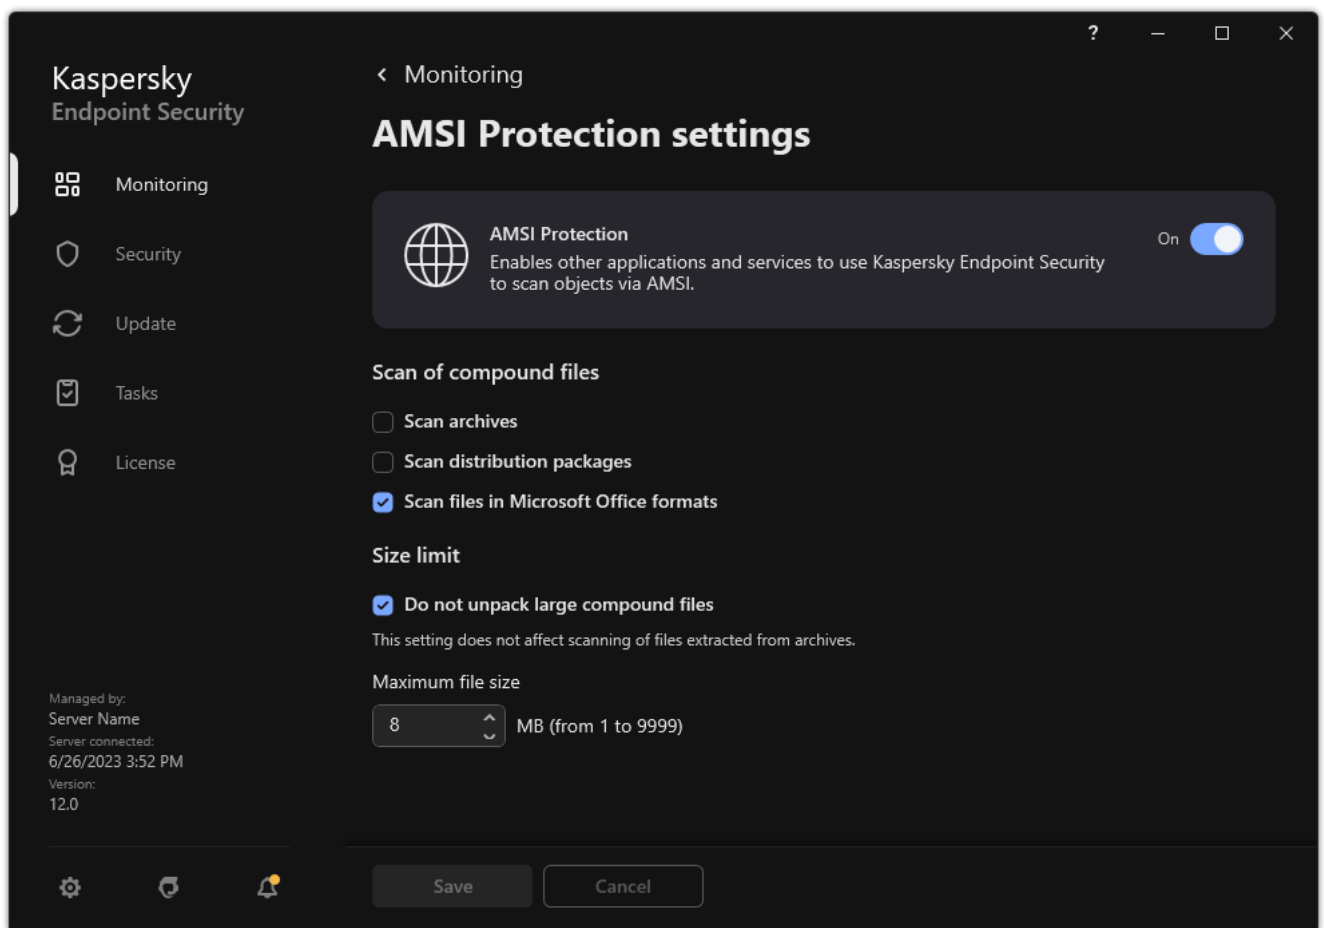 ?
Kaspersky
Endpoint Security
Monitoring
Security
Update
Tasks
License
Managed by:
Server Name
Server connected:
6/26/2023 3:52 PM
Version:
12.0
Monitoring
AMSI Protection settings
AMSI Protection
Enables other applications and services to use Kaspersky Endpoint Security
to scan objects via AMSI.
On
Scan of compound files
Scan archives
Scan distribution packages
Scan files in Microsoft Office formats
Size limit
Do not unpack large compound files
This setting does not affect scanning of files extracted from archives.
Maximum file size
8 MB (from 1 to 9999)
Save Cancel